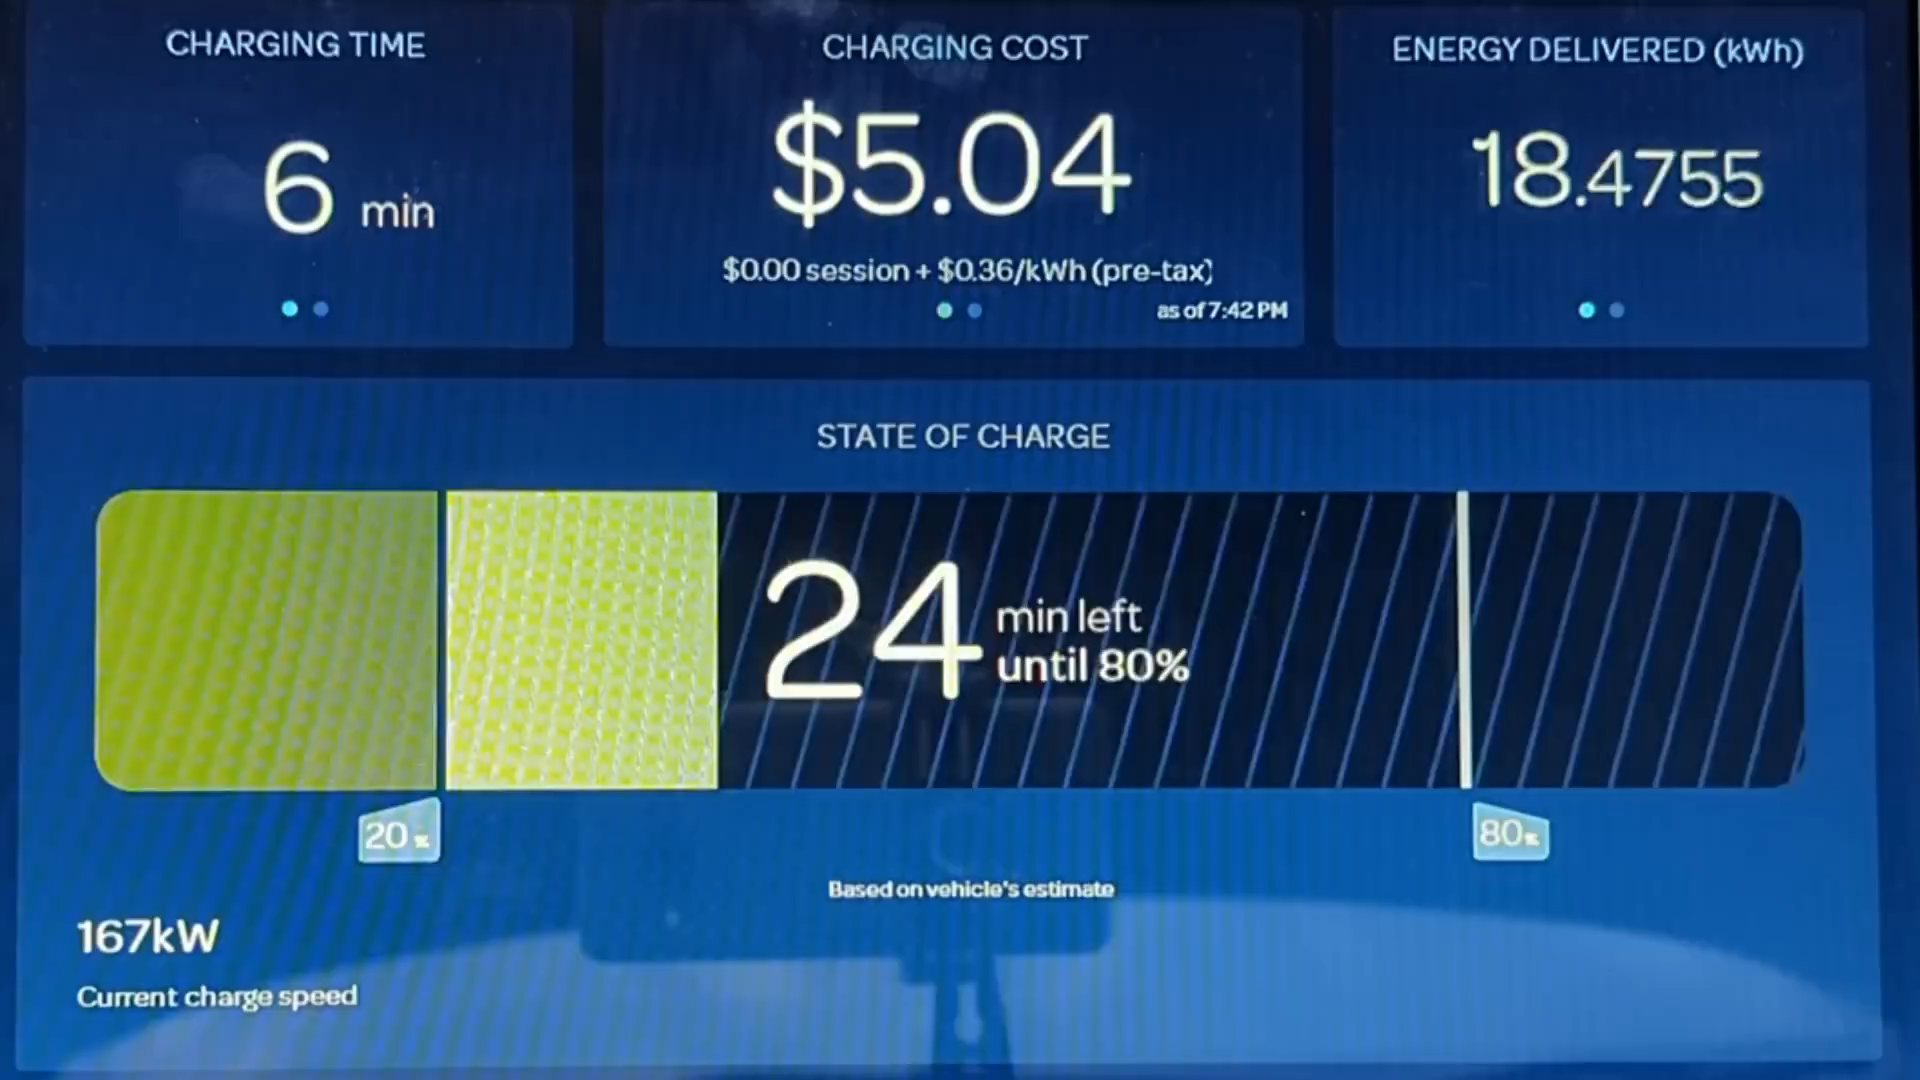 CHARGING TIME
6 min
CHARGING COST
$5.04
$0.00 session + $0.36/kWh (pre-tax)
as of 7:42 PM
ENERGY DELIVERED (kWh)
18.4755
STATE OF CHARGE
24 min left
until 80%
20%
80%
Based on vehicle's estimate
167kW
Current charge speed